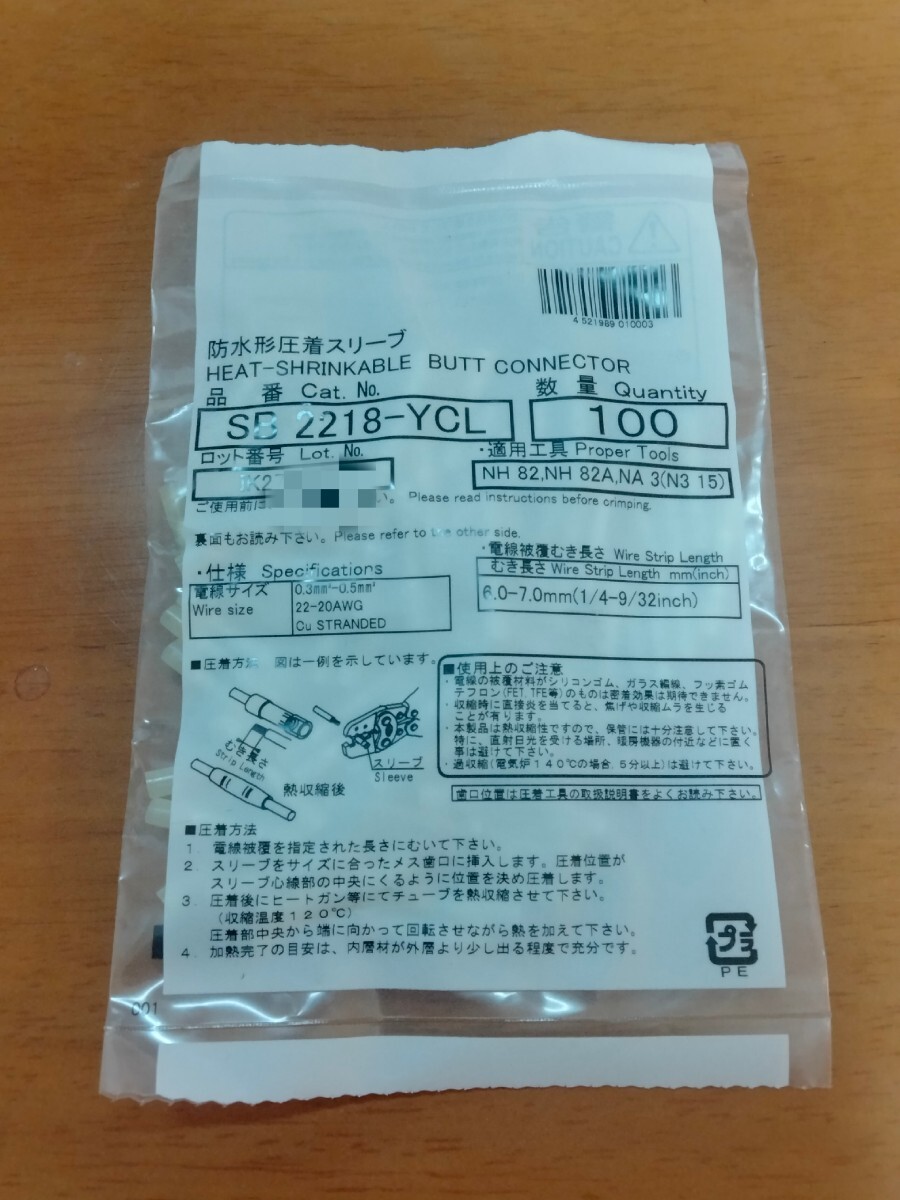 4 521989 010003
防水形圧着スリーブ
HEAT-SHRINKABLE BUTT CONNECTOR
品 番 Cat. No.
数 量 Quantity
SB 2218-YCL
100
ロット番号 Lot. No.
・適用工具 Proper Tools
NH 82,NH 82A,NA 3(N3 15)
ご使用前に
い。 Please read instructions before crimping.
裏面もお読み下さい。Please refer to the other side.
・仕様 Specifications
電線サイズ
Wire size
0.3mm²-0.5mm²
22-20AWG
Cu STRANDED
・電線被覆むき長さ Wire Strip Length
むき長さ Wire Strip Length mm(inch)
6.0-7.0mm(1/4-9/32inch)
■圧着方法 図は一例を示しています。
むき長さ
Strip Length
スリーブ
Sleeve
熱収縮後
■使用上のご注意
・電線の被覆材料がシリコンゴム、ガラス編線、フッ素ゴム
テフロン(FET,TFE等)のものは密着効果は期待できません。
・収縮時に直接炎を当てると、焦げや収縮ムラを生じる
ことが有ります。
・本製品は熱収縮性ですので、保管には十分注意して下さい。
特に、直射日光を受ける場所、暖房機器の付近などに置く
事は避けて下さい。
・過収縮(電気炉140℃の場合、5分以上)は避けて下さい。
歯口位置は圧着工具の取扱説明書をよくお読み下さい。
■圧着方法
1. 電線被覆を指定された長さにむいて下さい。
2. スリーブをサイズに合ったメス歯口に挿入します。圧着位置が
スリーブ心線部の中央にくるように位置を決め圧着します。
3. 圧着後にヒートガン等にてチューブを熱収縮させて下さい。
(収縮温度120℃)
圧着部中央から端に向かって回転させながら熱を加えて下さい。
4. 加熱完了の目安は、内層材が外層より少し出る程度で充分です。
プラ
PE
001